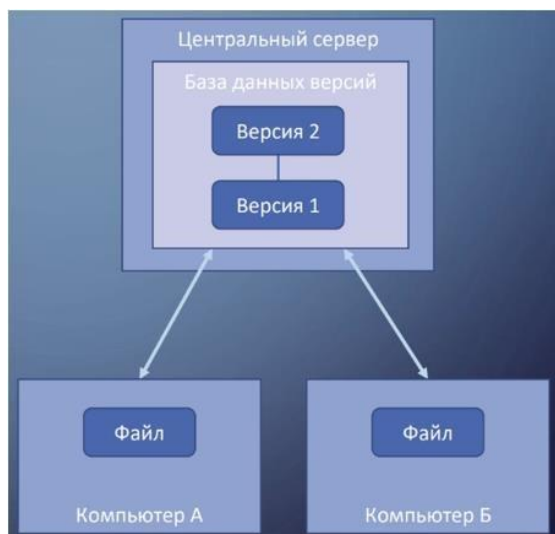 Центральный сервер
База данных версий
Версия 2
Версия 1
Файл
Файл
Компьютер А
Компьютер Б